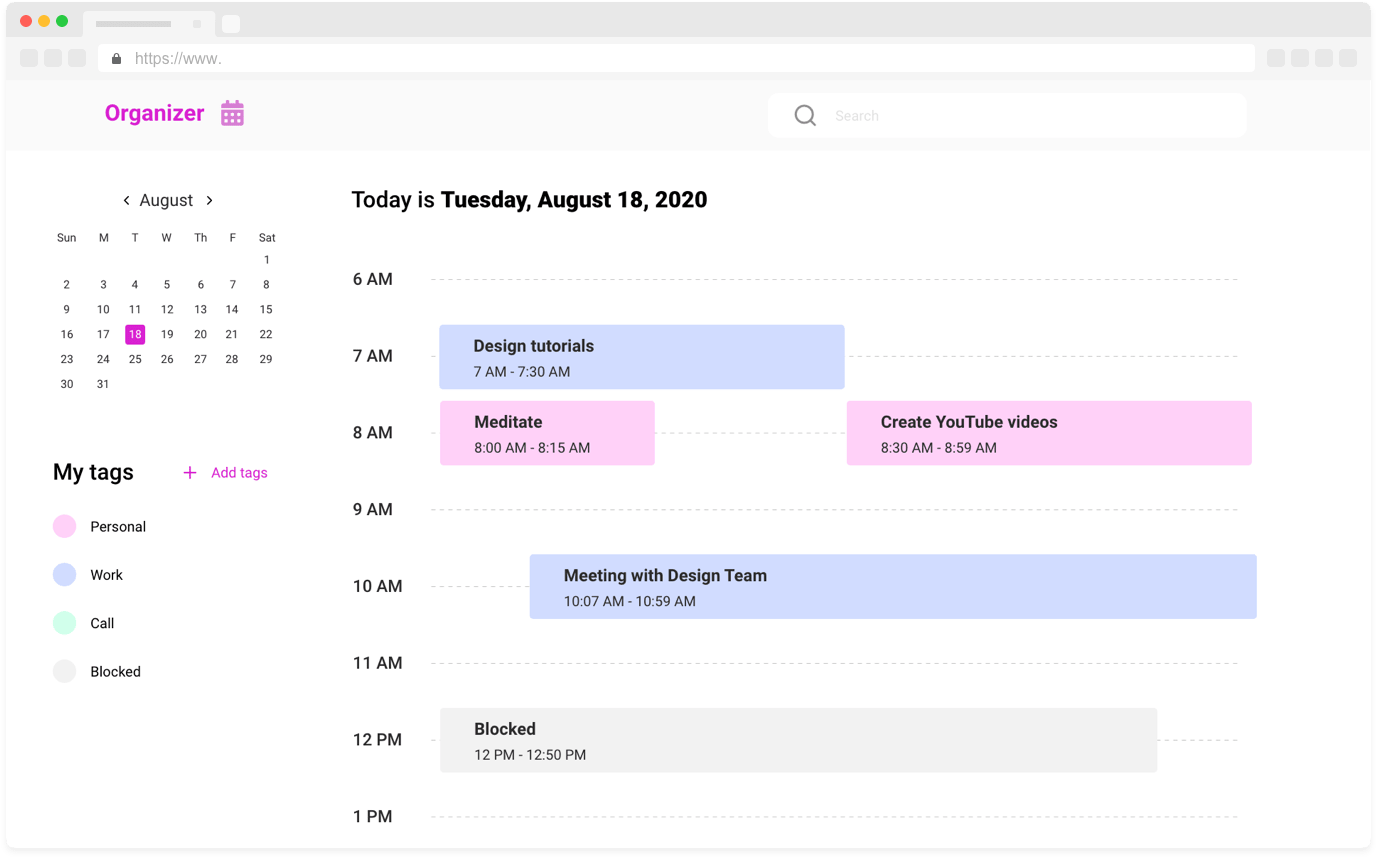 https://www.
Organizer
Search
< August >
Sun M T W Th F Sat
1
2 3 4 5 6 7 8
9 10 11 12 13 14 15
16 17 18 19 20 21 22
23 24 25 26 27 28 29
30 31
My tags
+ Add tags
Personal
Work
Call
Blocked
Today is Tuesday, August 18, 2020
6 AM
7 AM
Design tutorials
7 AM - 7:30 AM
8 AM
Meditate
8:00 AM - 8:15 AM
Create YouTube videos
8:30 AM - 8:59 AM
9 AM
10 AM
Meeting with Design Team
10:07 AM - 10:59 AM
11 AM
12 PM
Blocked
12 PM - 12:50 PM
1 PM